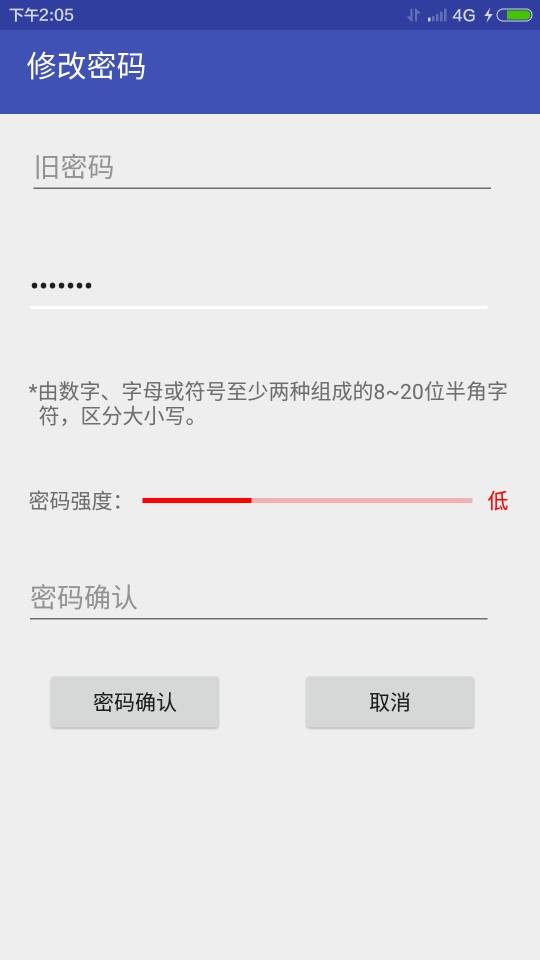 下午2:05 4G
修改密码
旧密码
•••••••
*由数字、字母或符号至少两种组成的8~20位半角字
符，区分大小写。
密码强度： 低
密码确认
密码确认 取消